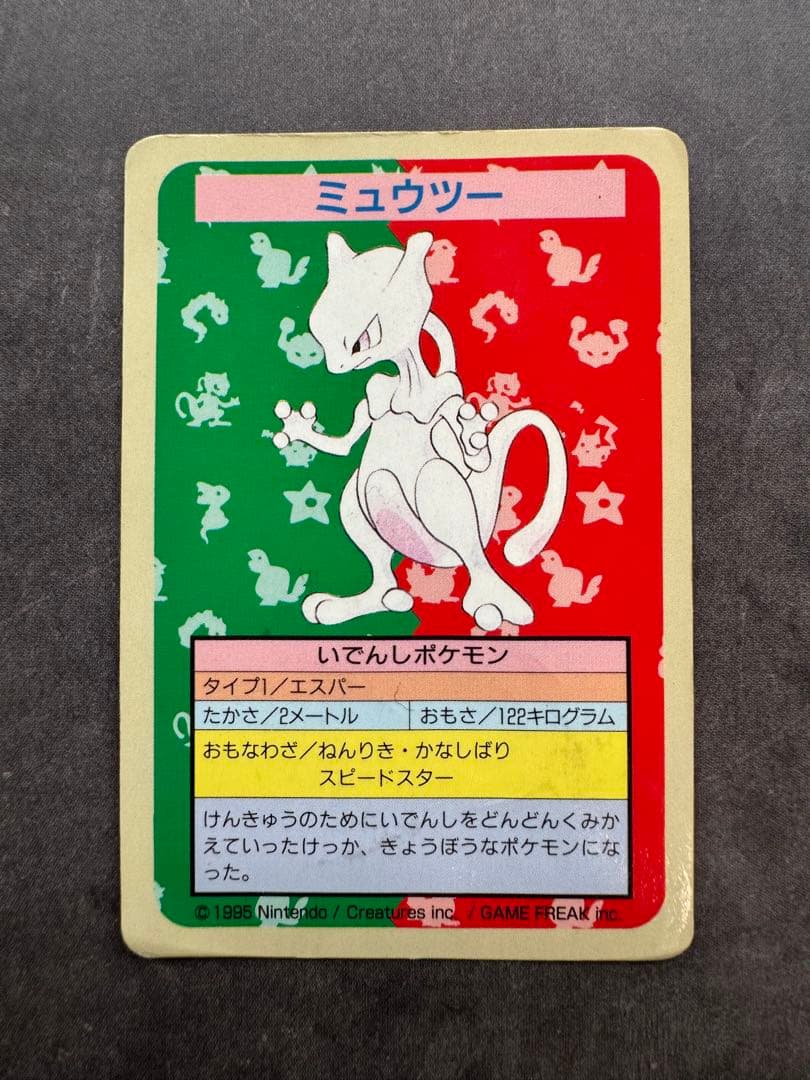 ミュウツー
いでんしポケモン
タイプ1/エスパー
たかさ/2メートル
おもさ/122キログラム
おもなわざ/ねんりき・かなしばり
スピードスター
けんきゅうのためにいでんしをどんどんくみか
えていったけっか、きょうぼうなポケモンにな
った。
©1995 Nintendo / Creatures inc. / GAME FREAK inc.